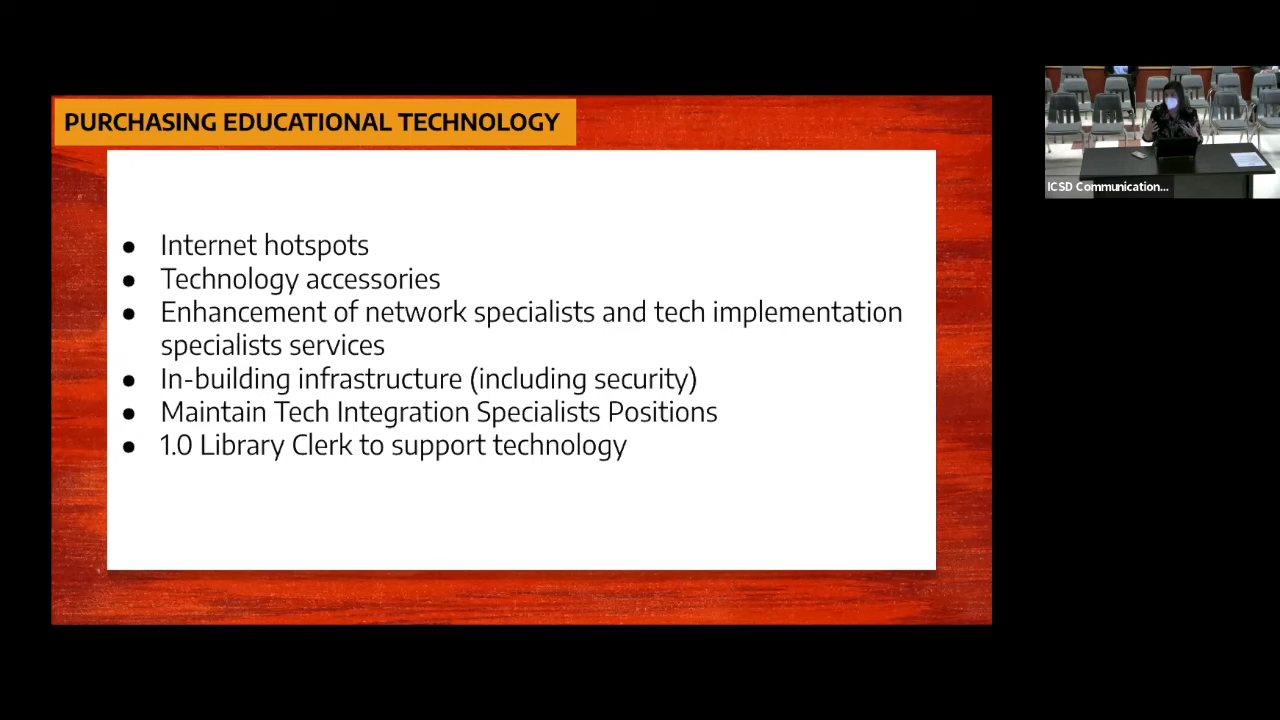 PURCHASING EDUCATIONAL TECHNOLOGY
● Internet hotspots
● Technology accessories
● Enhancement of network specialists and tech implementation
specialists services
● In-building infrastructure (including security)
● Maintain Tech Integration Specialists Positions
● 1.0 Library Clerk to support technology
ICSD Communication...